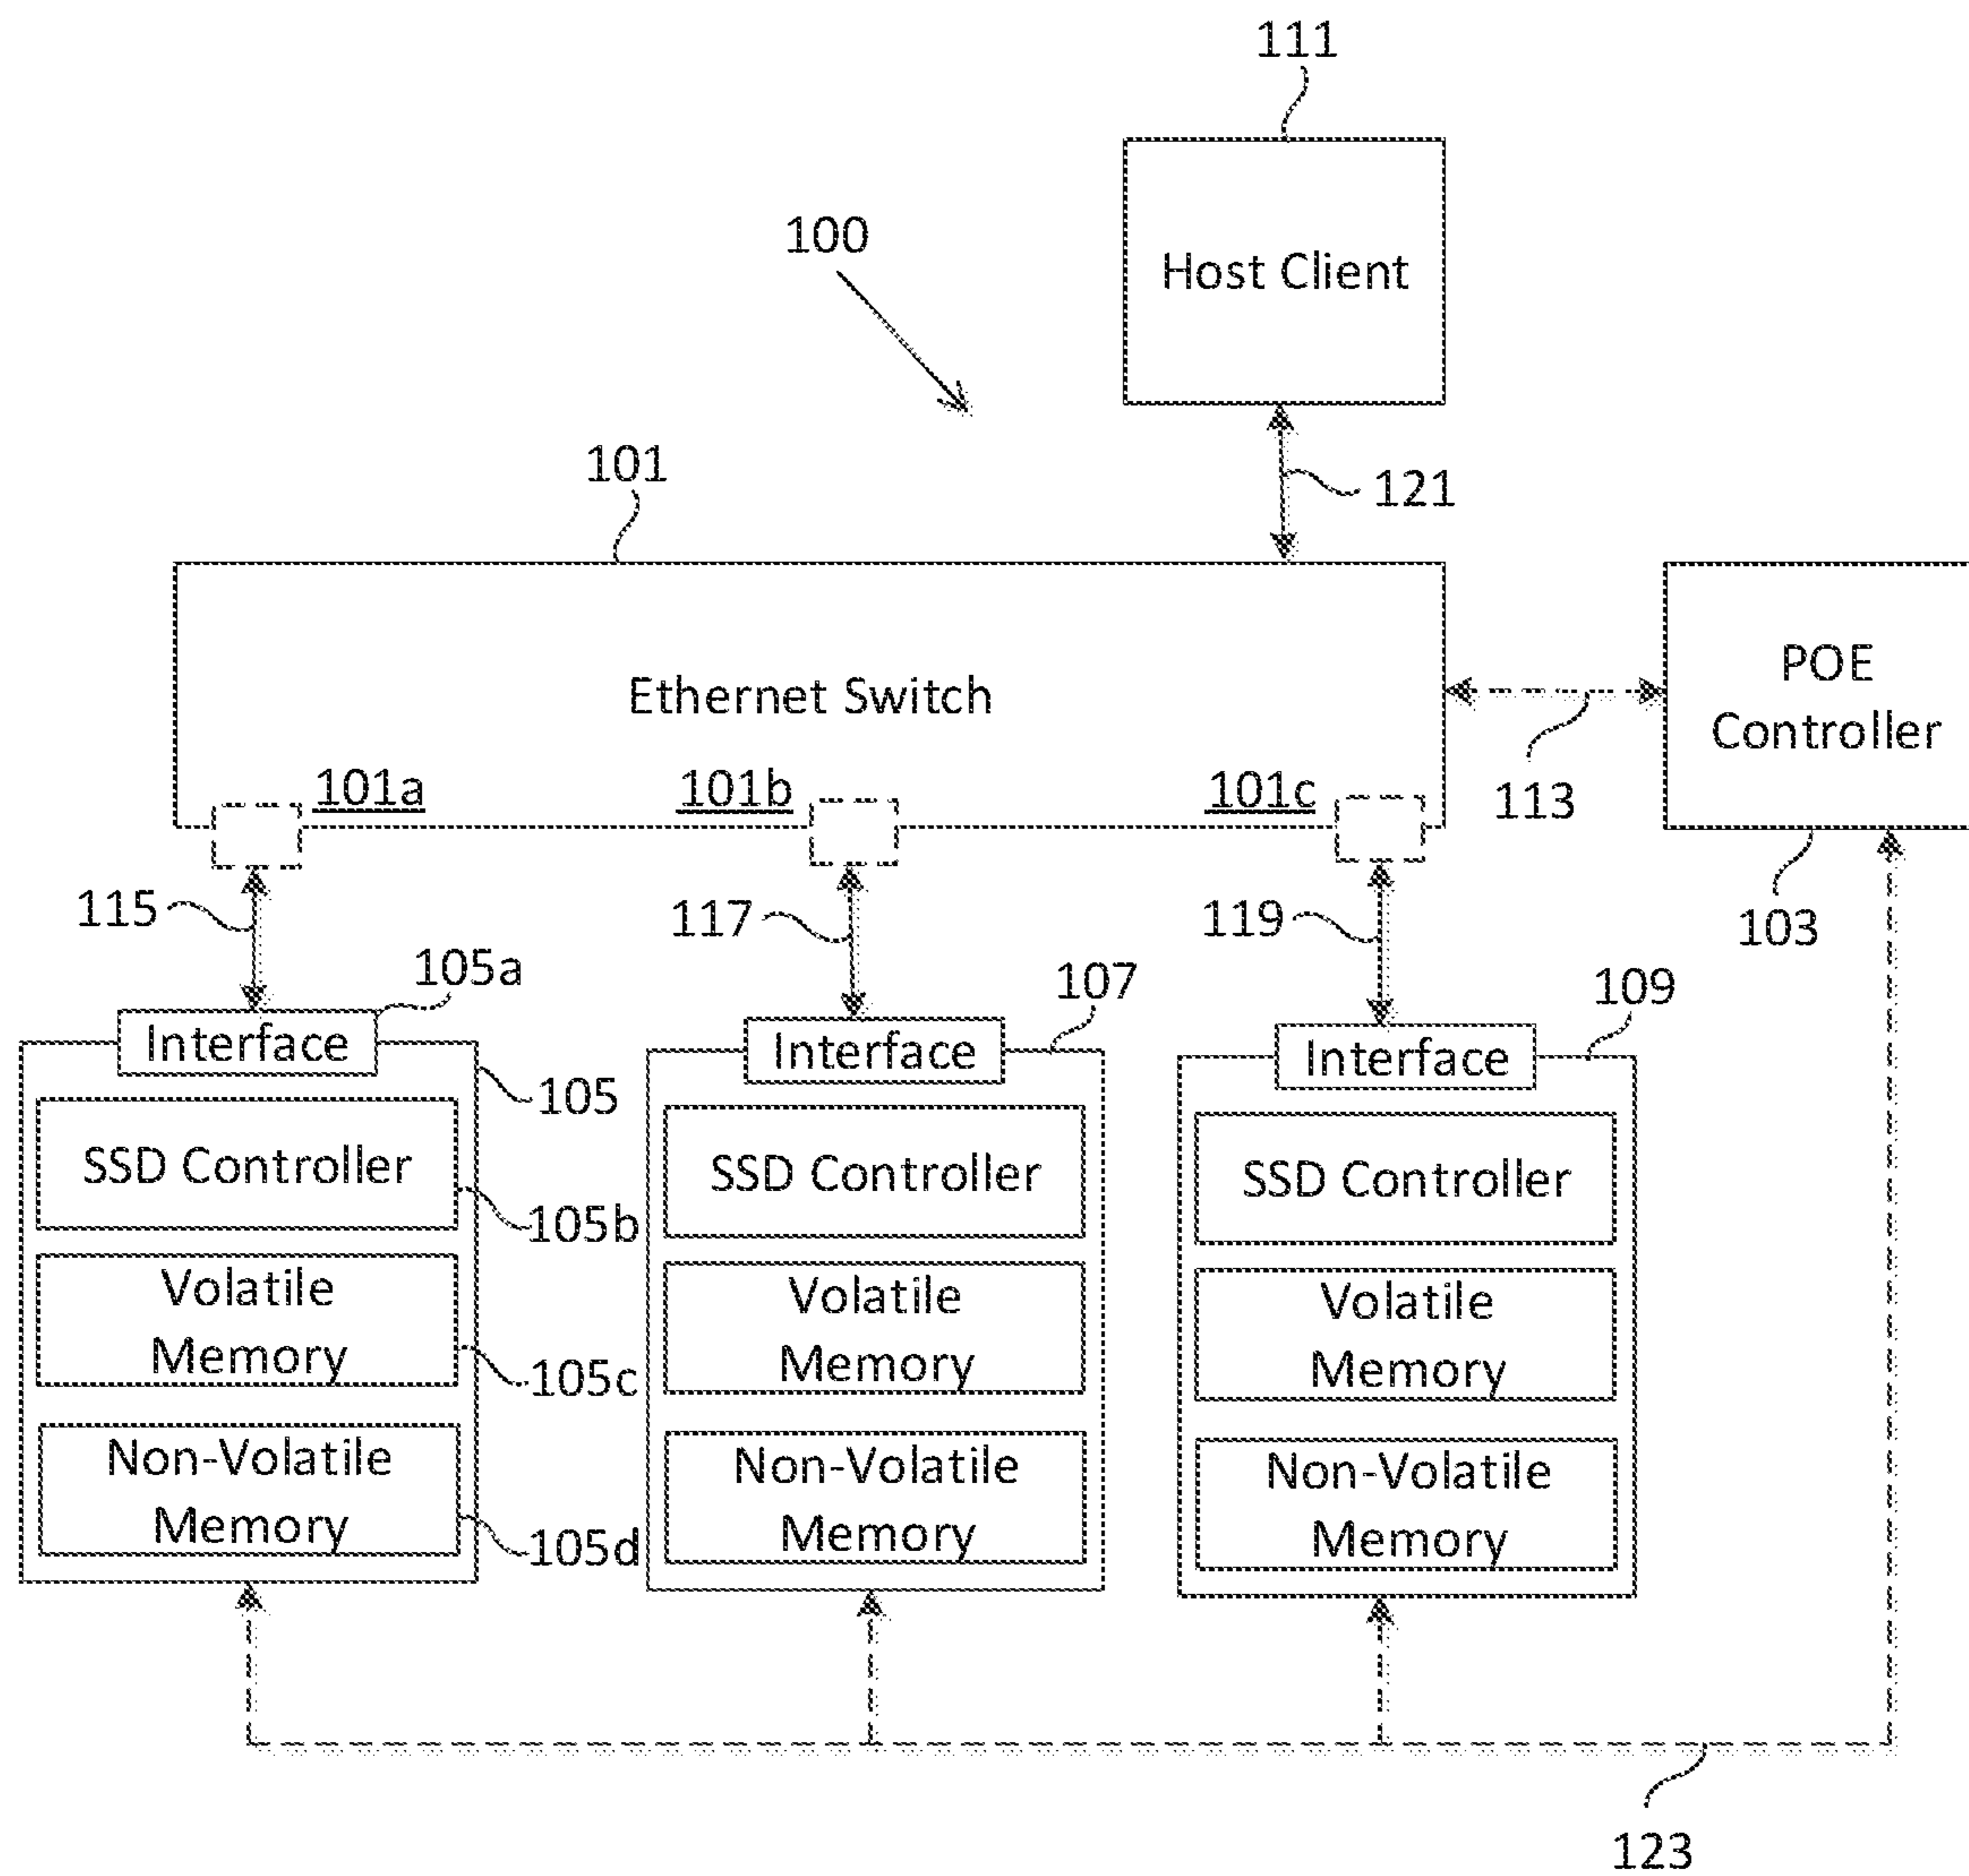 111
Host Client
100
121
101
Ethernet Switch
POE
Controller
113
103
101a
101b
101c
115
117
119
105a
107
109
Interface
Interface
Interface
105
SSD Controller
SSD Controller
SSD Controller
105b
Volatile
Memory
Volatile
Memory
Volatile
Memory
105c
Non-Volatile
Memory
Non-Volatile
Memory
Non-Volatile
Memory
105d
123